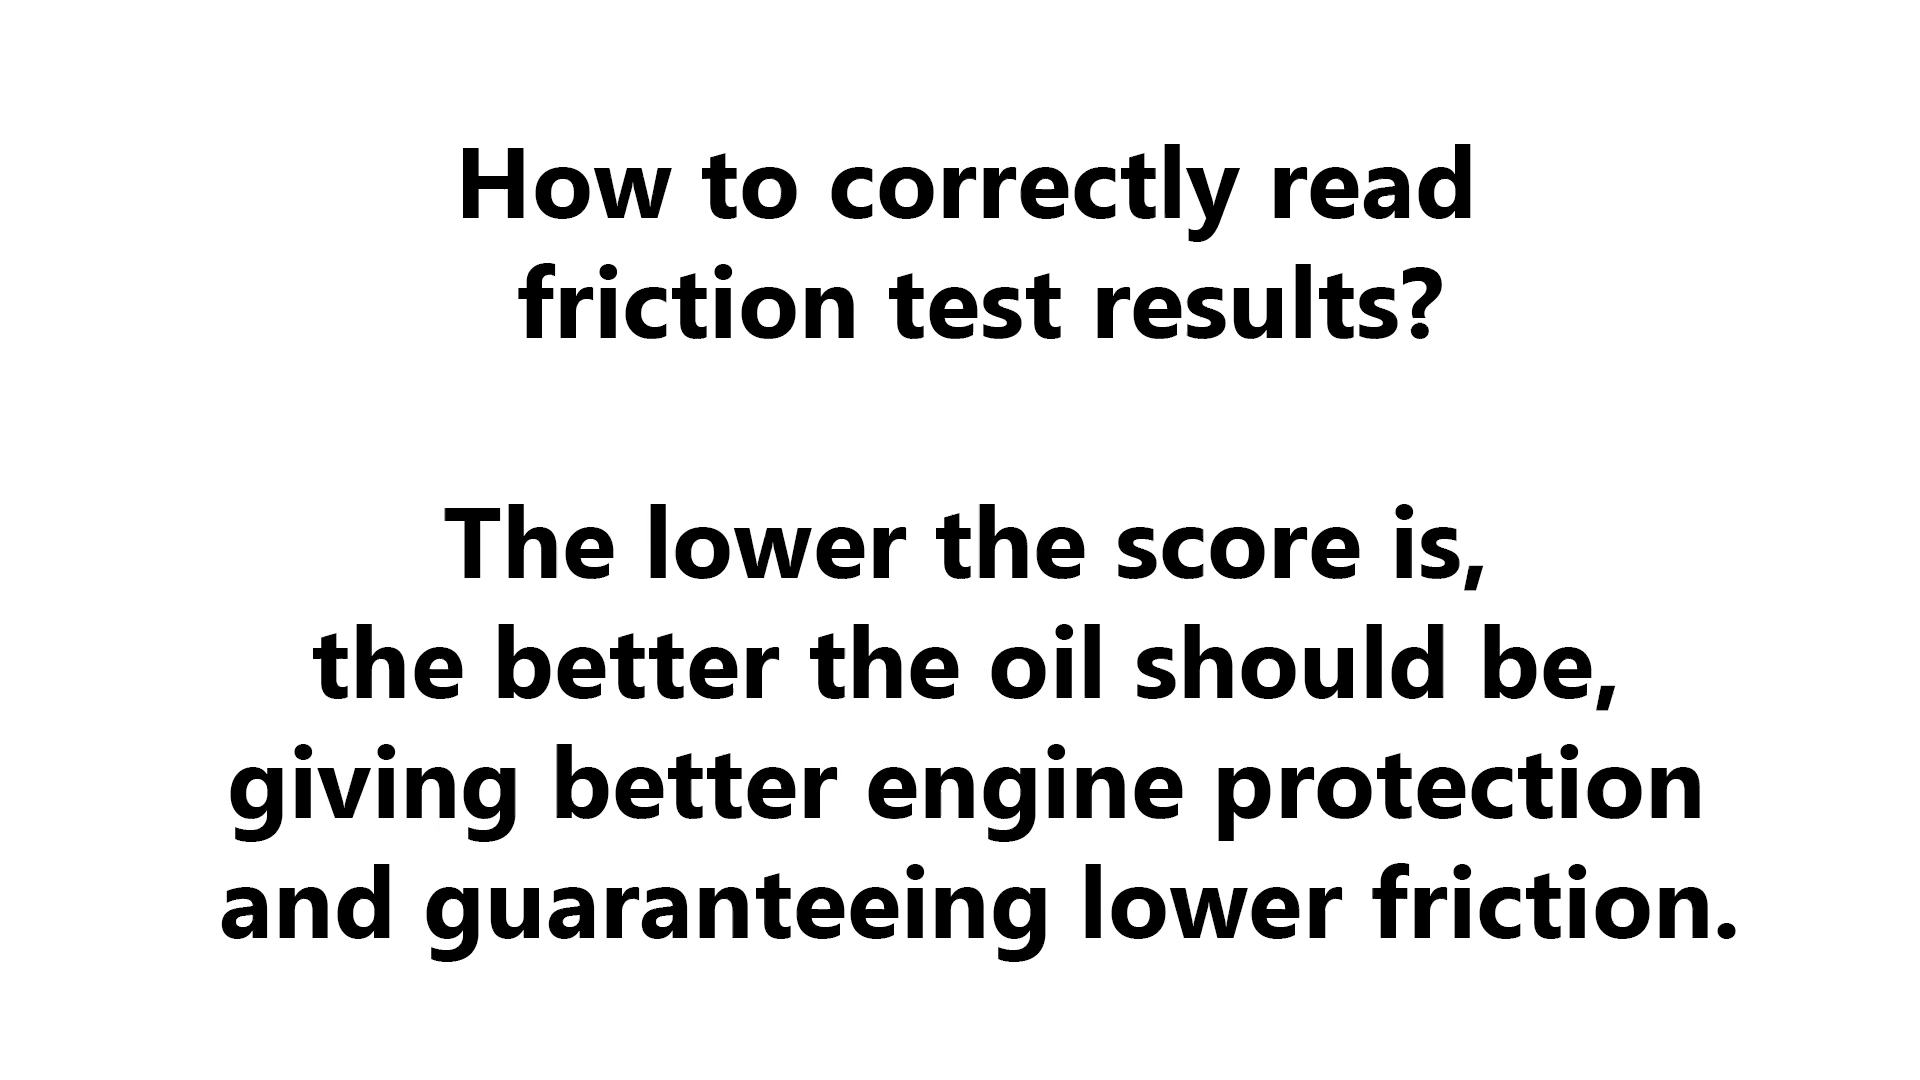 How to correctly read
friction test results?
The lower the score is,
the better the oil should be,
giving better engine protection
and guaranteeing lower friction.